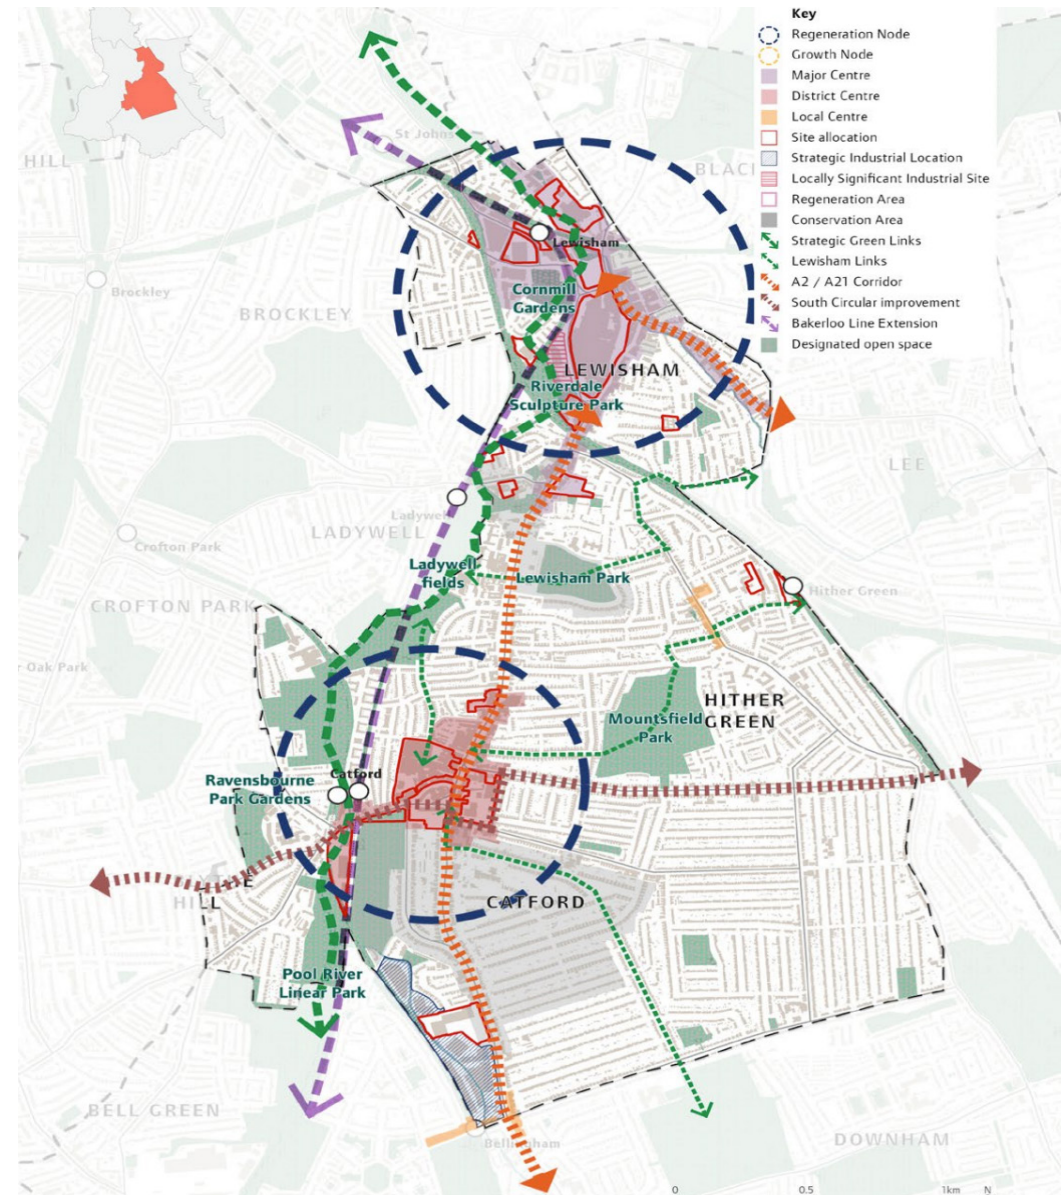 Key
Regeneration Node
Growth Node
Major Centre
District Centre
Local Centre
Site allocation
Strategic Industrial Location
Locally Significant Industrial Site
Regeneration Area
Conservation Area
Strategic Green Links
Lewisham Links
A2 / A21 Corridor
South Circular improvement
Bakerloo Line Extension
Designated open space
St Johns
HILL
BLAC
Lewisham
Brockley
Cornmill
Gardens
BROCKLEY
LEWISHAM
Riverdale
Sculpture Park
LEE
Ladywell
LADYWELL
Crofton Park
Ladywell
fields
Lewisham Park
Hither Green
CROFTON PARK
Oak Park
HITHER
GREEN
Mountsfield
Park
Catford
Ravensbourne
Park Gardens
HILL
CATFORD
Pool River
Linear Park
BELL GREEN
Bellingham
DOWNHAM
0 0.5 1km N